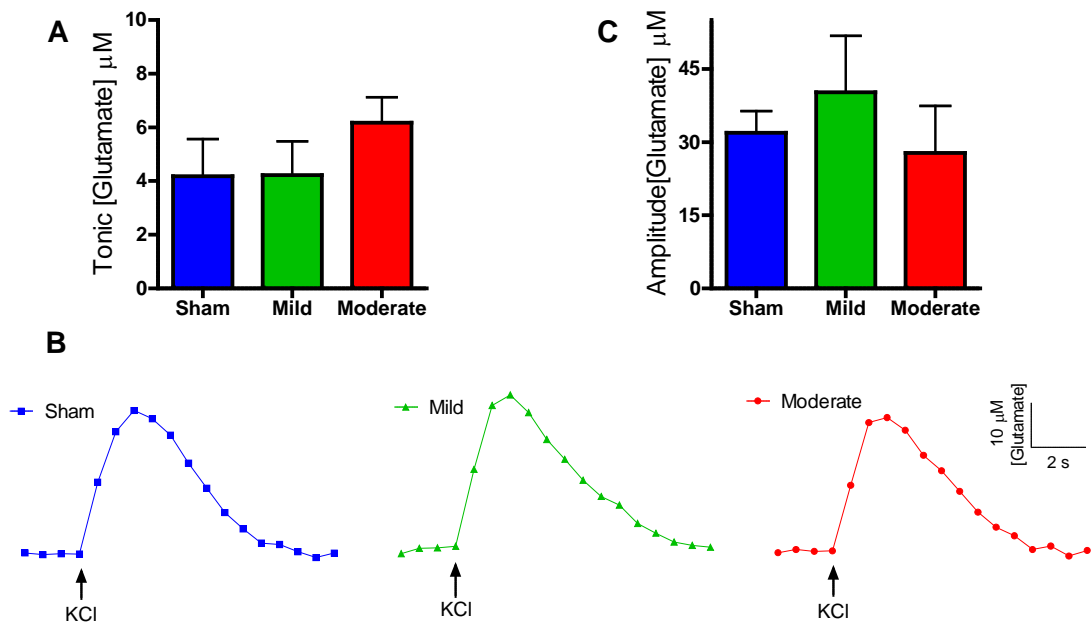 A
Tonic [Glutamate] μM
10
8
6
4
2
0
Sham Mild Moderate
C
Amplitude[Glutamate] μM
45
30
15
0
Sham Mild Moderate
B
Sham
KCl
Mild
KCl
Moderate
KCl
10 μM
[Glutamate]
2 s